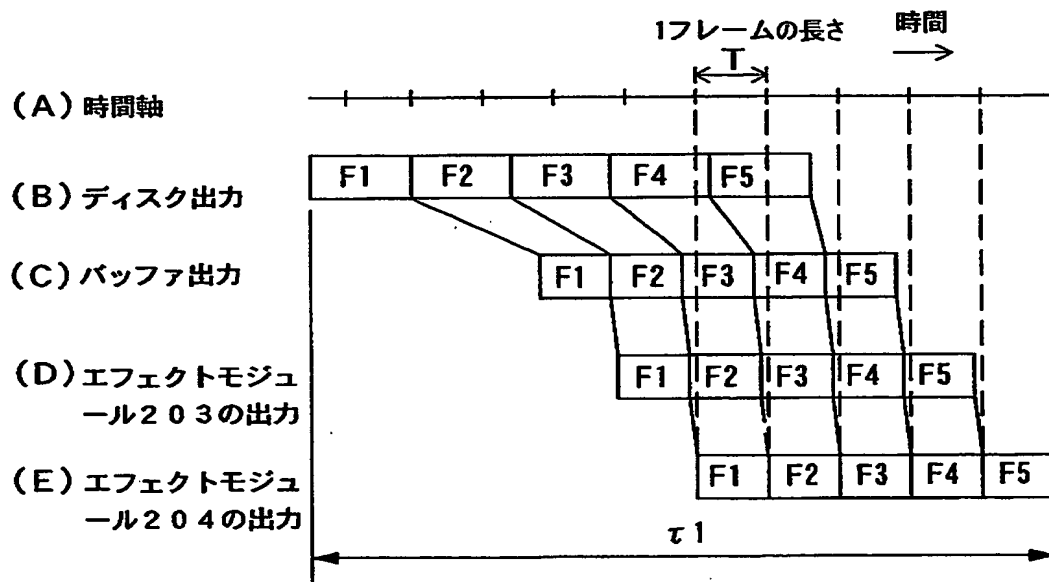 1フレームの長さ 時間
T
(A) 時間軸
F1 F2 F3 F4 F5
(B) ディスク出力
(C) バッファ出力
F1 F2 F3 F4 F5
(D) エフェクトモジュ
ール203の出力
F1 F2 F3 F4 F5
(E) エフェクトモジュ
ール204の出力
F1 F2 F3 F4 F5
τ1